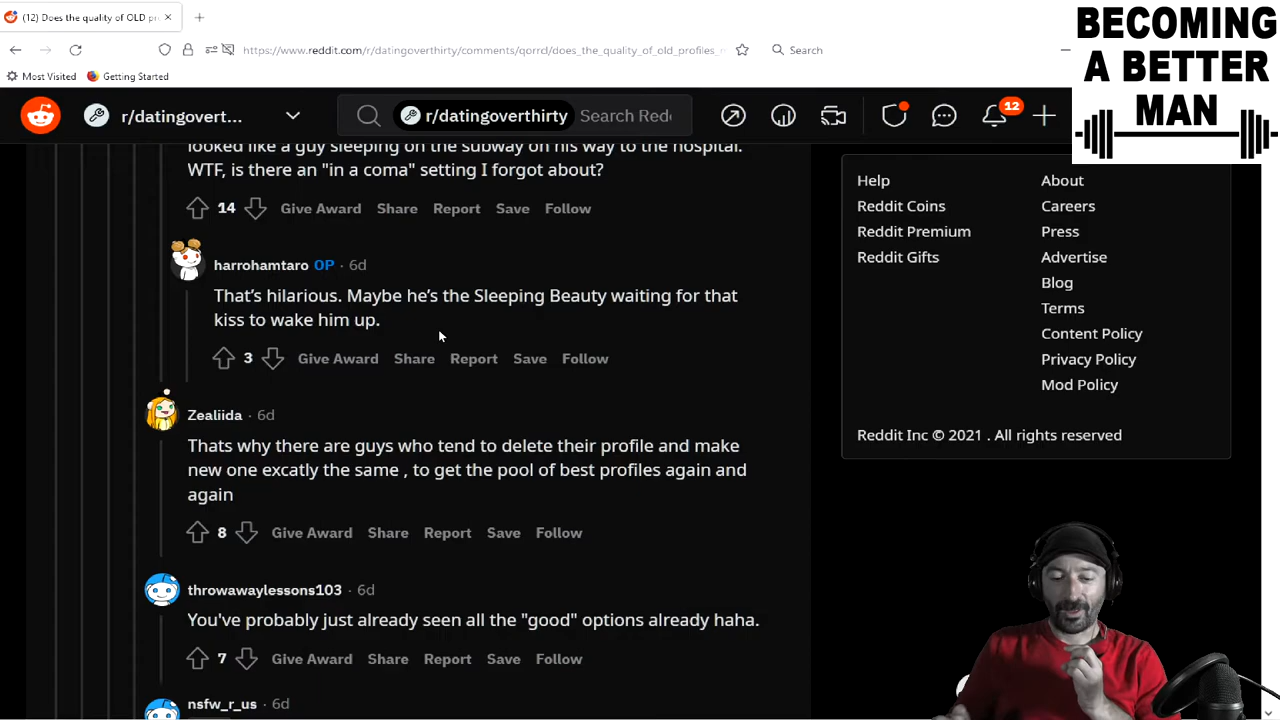 (12) Does the quality of OLD pr
https://www.reddit.com/r/datingoverthirty/comments/qorrrd/does_the_quality_of_old_profiles_
Search
Most Visited
Getting Started
BECOMING
A BETTER
MAN
r/datingovert...
r/datingoverthirty
Search Red
12
looked like a guy sleeping on the subway on his way to the hospital.
WTF, is there an "in a coma" setting I forgot about?
14 Give Award Share Report Save Follow
harrohamtaro OP · 6d
That's hilarious. Maybe he's the Sleeping Beauty waiting for that
kiss to wake him up.
3 Give Award Share Report Save Follow
Zealiida · 6d
Thats why there are guys who tend to delete their profile and make
new one excatly the same , to get the pool of best profiles again and
again
8 Give Award Share Report Save Follow
throwawaylessons103 · 6d
You've probably just already seen all the "good" options already haha.
7 Give Award Share Report Save Follow
nsfw_r_us · 6d
Help
About
Reddit Coins
Careers
Reddit Premium
Press
Reddit Gifts
Advertise
Blog
Terms
Content Policy
Privacy Policy
Mod Policy
Reddit Inc © 2021 . All rights reserved